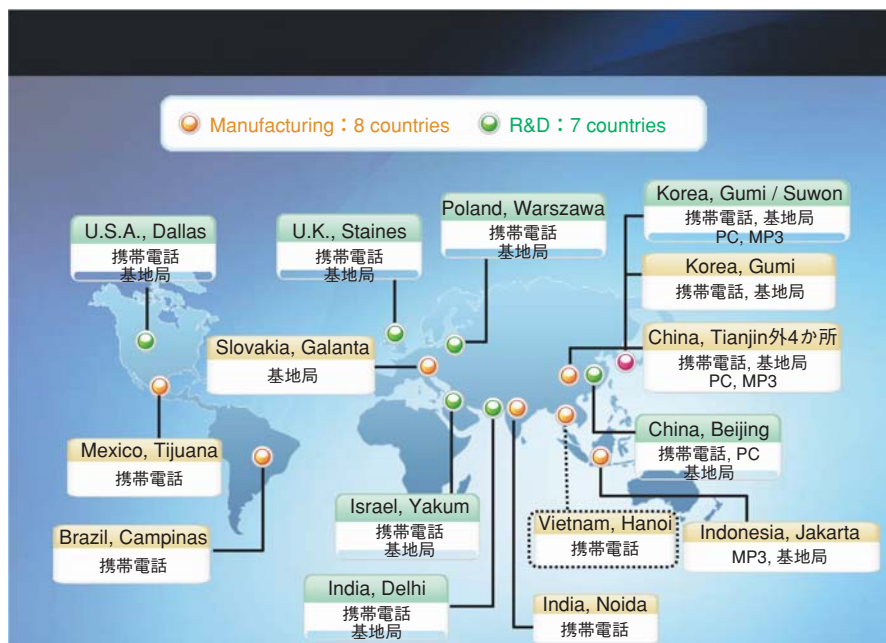 Manufacturing：8 countries
R&D：7 countries
U.S.A., Dallas
携帯電話
基地局
U.K., Staines
携帯電話
基地局
Poland, Warszawa
携帯電話
基地局
Korea, Gumi / Suwon
携帯電話, 基地局
PC, MP3
Korea, Gumi
携帯電話, 基地局
Slovakia, Galanta
基地局
China, Tianjin外4か所
携帯電話, 基地局
PC, MP3
China, Beijing
携帯電話, PC
基地局
Mexico, Tijuana
携帯電話
Brazil, Campinas
携帯電話
Israel, Yakum
携帯電話
基地局
Vietnam, Hanoi
携帯電話
Indonesia, Jakarta
MP3, 基地局
India, Delhi
携帯電話
基地局
India, Noida
携帯電話